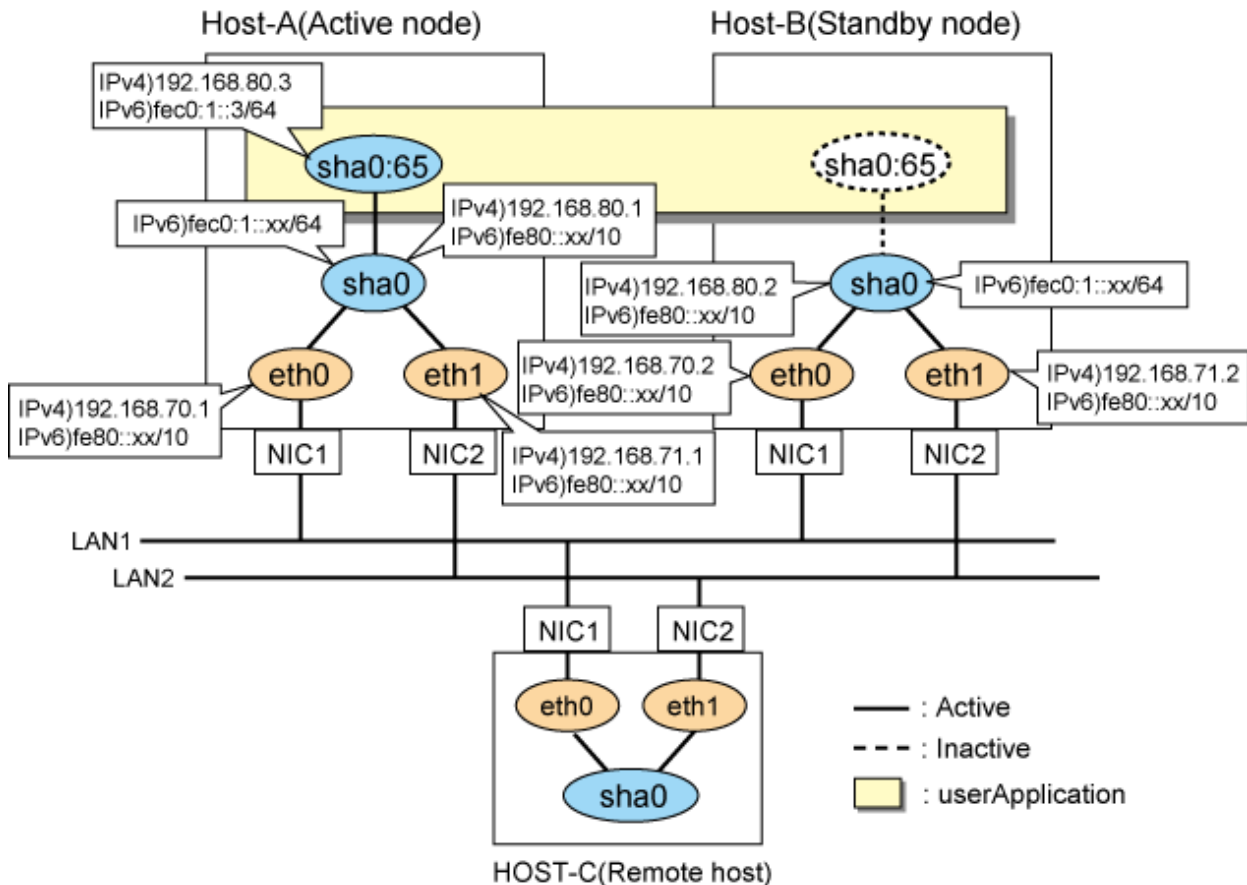 Host-A(Active node)
Host-B(Standby node)
IPv4)192.168.80.3
IPv6)fec0:1::3/64
sha0:65
sha0:65
IPv6)fec0:1::xx/64
IPv4)192.168.80.1
IPv6)fe80::xx/10
sha0
IPv4)192.168.80.2
IPv6)fe80::xx/10
sha0
IPv6)fec0:1::xx/64
IPv4)192.168.70.1
IPv6)fe80::xx/10
eth0
eth1
IPv4)192.168.70.2
IPv6)fe80::xx/10
eth0
eth1
IPv4)192.168.71.2
IPv6)fe80::xx/10
NIC1
NIC2
IPv4)192.168.71.1
IPv6)fe80::xx/10
NIC1
NIC2
LAN1
LAN2
NIC1
NIC2
eth0
eth1
sha0
HOST-C(Remote host)
: Active
: Inactive
: userApplication